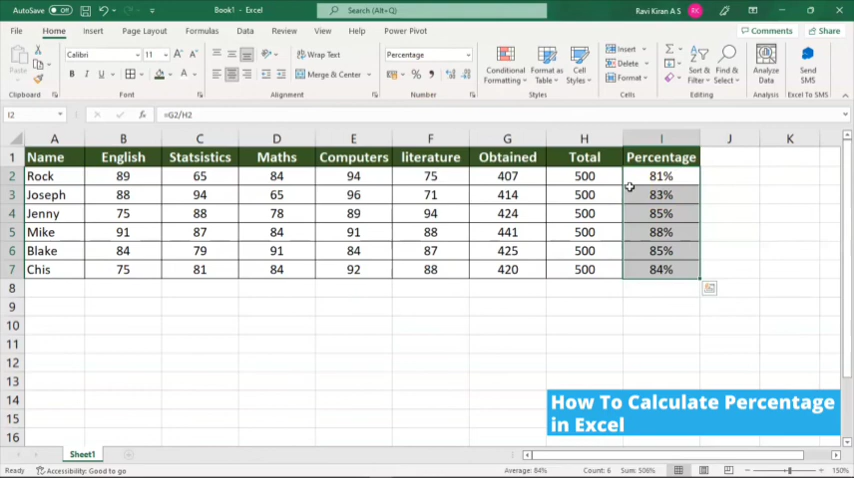 AutoSave Off Book1 - Excel Search (Alt+Q) Ravi Kiran A S RK
File Home Insert Page Layout Formulas Data Review View Help Power Pivot Comments Share
Calibri 11 Wrap Text Percentage Insert
Paste B I U Merge & Center Conditional Formatting Format as Table Cell Styles Delete Format Sort & Filter Find & Select Analyze Data Send SMS
Clipboard Font Alignment Number Styles Cells Editing Analysis Excel To SMS
I2 fx =G2/H2
A B C D E F G H I J K
1 Name English Statsistics Maths Computers literature Obtained Total Percentage
2 Rock 89 65 84 94 75 407 500 81%
3 Joseph 88 94 65 96 71 414 500 83%
4 Jenny 75 88 78 89 94 424 500 85%
5 Mike 91 87 84 91 88 441 500 88%
6 Blake 84 79 91 84 87 425 500 85%
7 Chis 75 81 84 92 88 420 500 84%
8
9
10
11
12
13
14
15
16
How To Calculate Percentage
in Excel
Sheet1
Ready Accessibility: Good to go Average: 84% Count: 6 Sum: 506% 150%